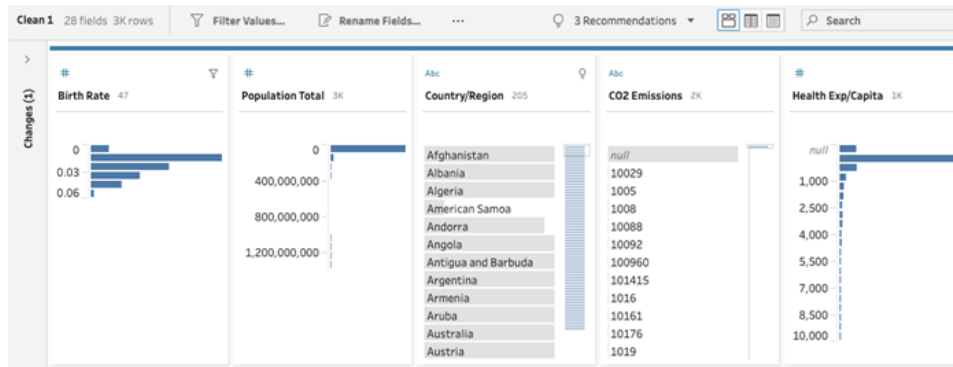 Clean 1 28 fields 3K rows Filter Values... Rename Fields... ... 3 Recommendations Search
Changes (1)
#
Birth Rate 47
0
0.03
0.06
#
Population Total 3K
0
400,000,000
800,000,000
1,200,000,000
Abc
Country/Region 205
Afghanistan
Albania
Algeria
American Samoa
Andorra
Angola
Antigua and Barbuda
Argentina
Armenia
Aruba
Australia
Austria
Abc
CO2 Emissions 2K
null
10029
1005
1008
10088
10092
100960
101415
1016
10161
10176
1019
#
Health Exp/Capita 1K
null
1,000
2,500
4,000
5,500
7,000
8,500
10,000